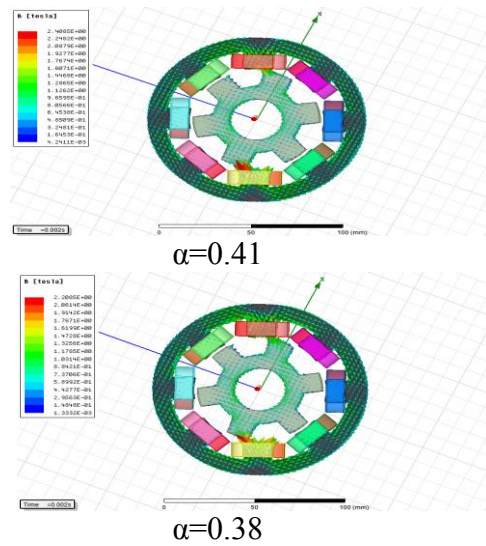 B [tesla]
2.4085E+00
2.2482E+00
2.0879E+00
1.9277E+00
1.7674E+00
1.6071E+00
1.4468E+00
1.2865E+00
1.1262E+00
9.6595E-01
8.0566E-01
6.4538E-01
4.8509E-01
3.2481E-01
1.6453E-01
4.2411E-03
x
Time =0.002s
0 50 100 (mm)
α=0.41
B [tesla]
2.2085E+00
2.0614E+00
1.9142E+00
1.7671E+00
1.6199E+00
1.4728E+00
1.3256E+00
1.1785E+00
1.0314E+00
8.8421E-01
7.3706E-01
5.8992E-01
4.4277E-01
2.9563E-01
1.4848E-01
1.3332E-03
x
Time =0.002s
0 50 100 (mm)
α=0.38